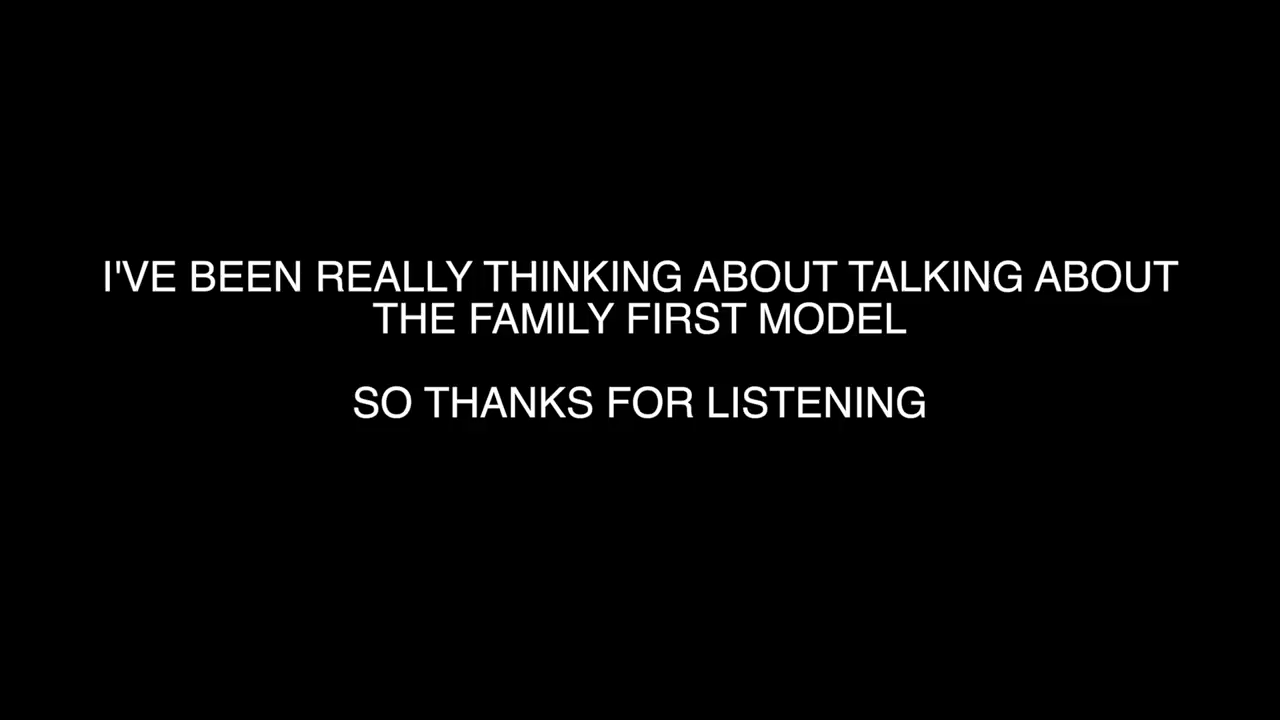 I'VE BEEN REALLY THINKING ABOUT TALKING ABOUT
THE FAMILY FIRST MODEL
SO THANKS FOR LISTENING